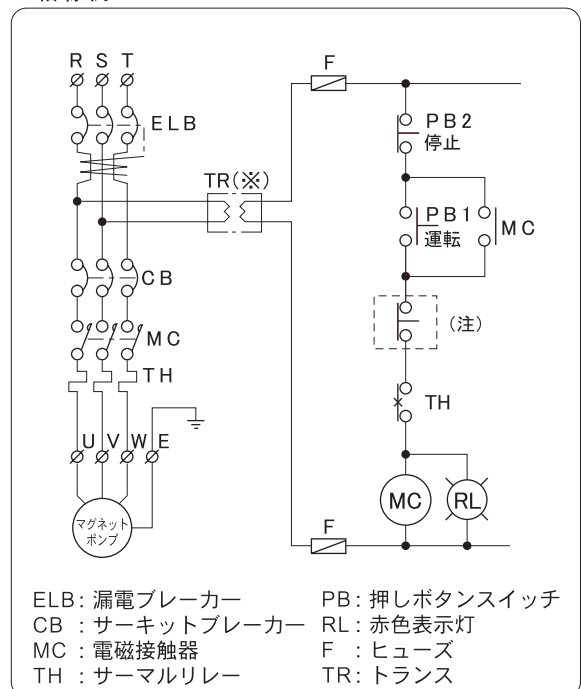 R S T
F
ELB
PB2
停止
TR(※)
PB1
運転
MC
CB
(注)
MC
TH
TH
U V W E
MC
RL
マグネット
ポンプ
F
ELB: 漏電ブレーカー
CB : サーキットブレーカー
MC : 電磁接触器
TH : サーマルリレー
PB: 押しボタンスイッチ
RL: 赤色表示灯
F : ヒューズ
TR: トランス